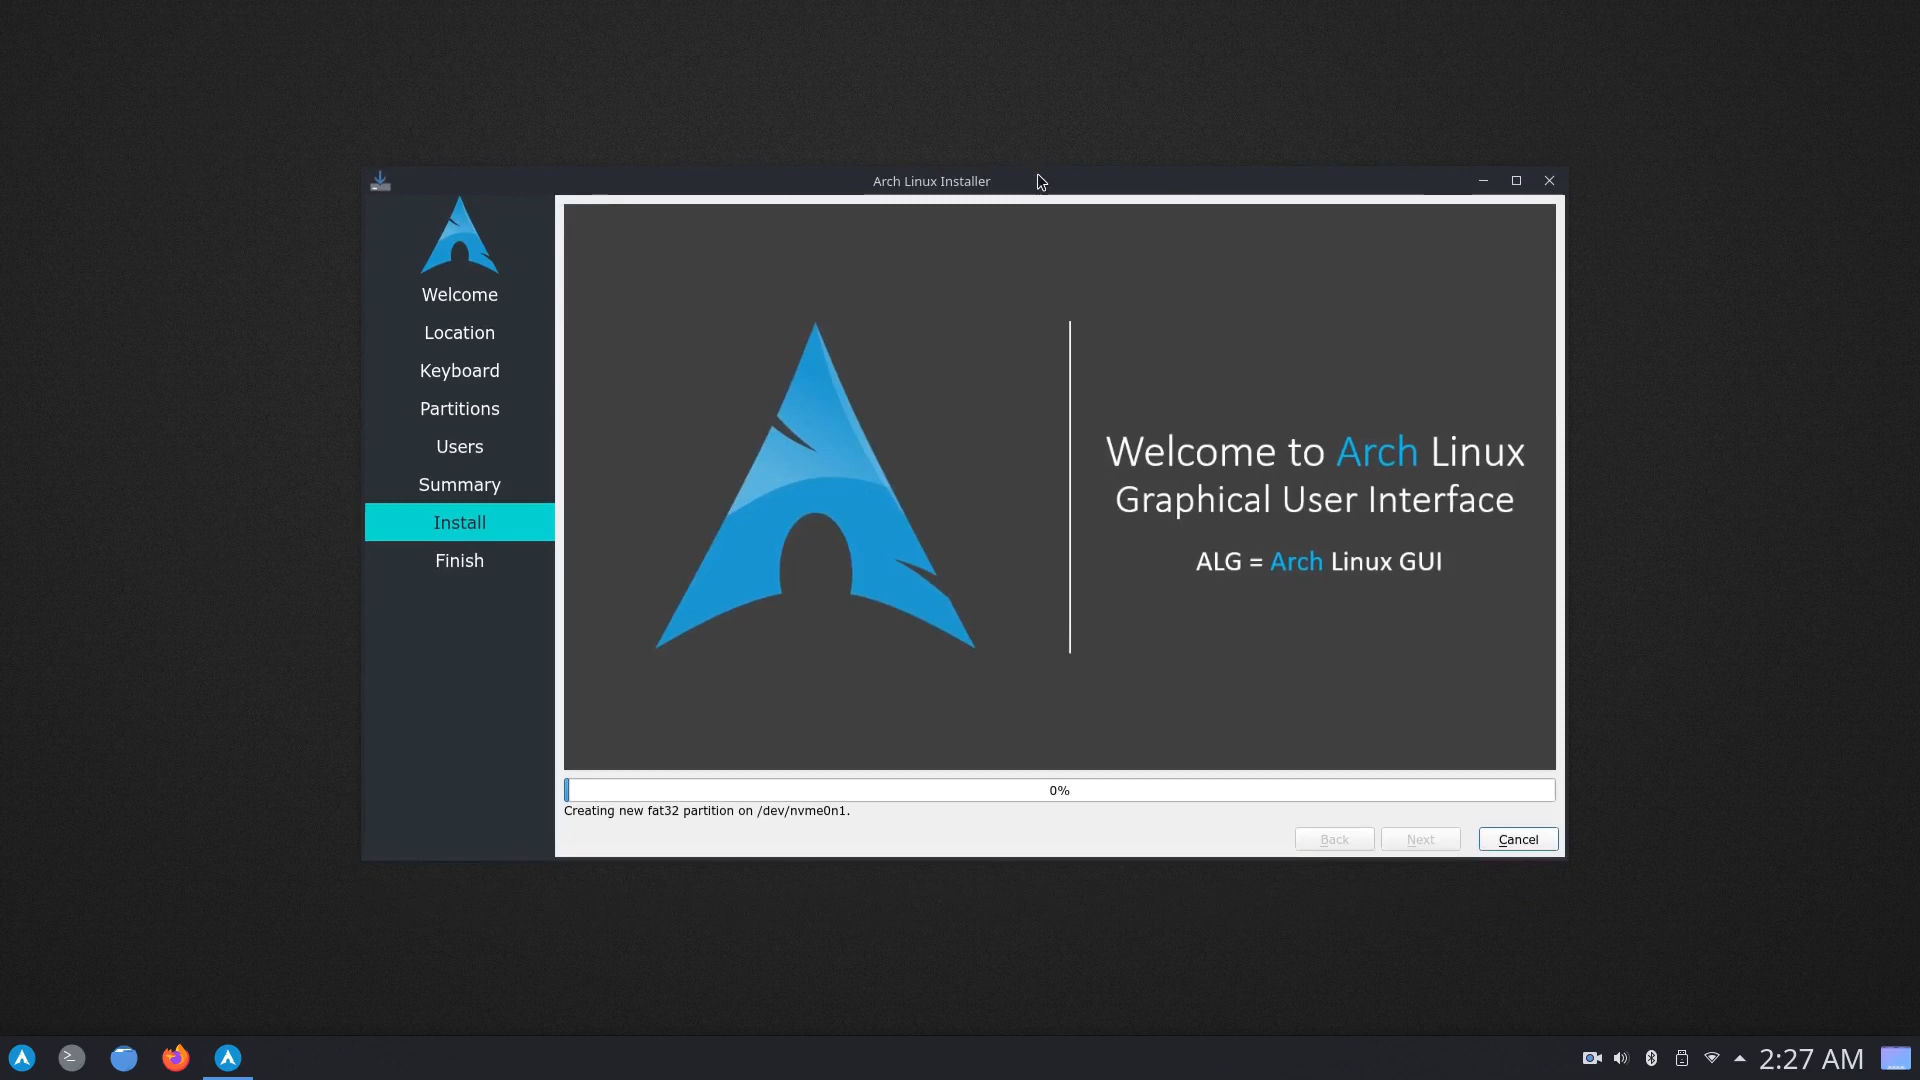 Arch Linux Installer
Welcome
Location
Keyboard
Partitions
Users
Summary
Install
Finish
Welcome to Arch Linux
Graphical User Interface
ALG = Arch Linux GUI
0%
Creating new fat32 partition on /dev/nvme0n1.
Back
Next
Cancel
2:27 AM